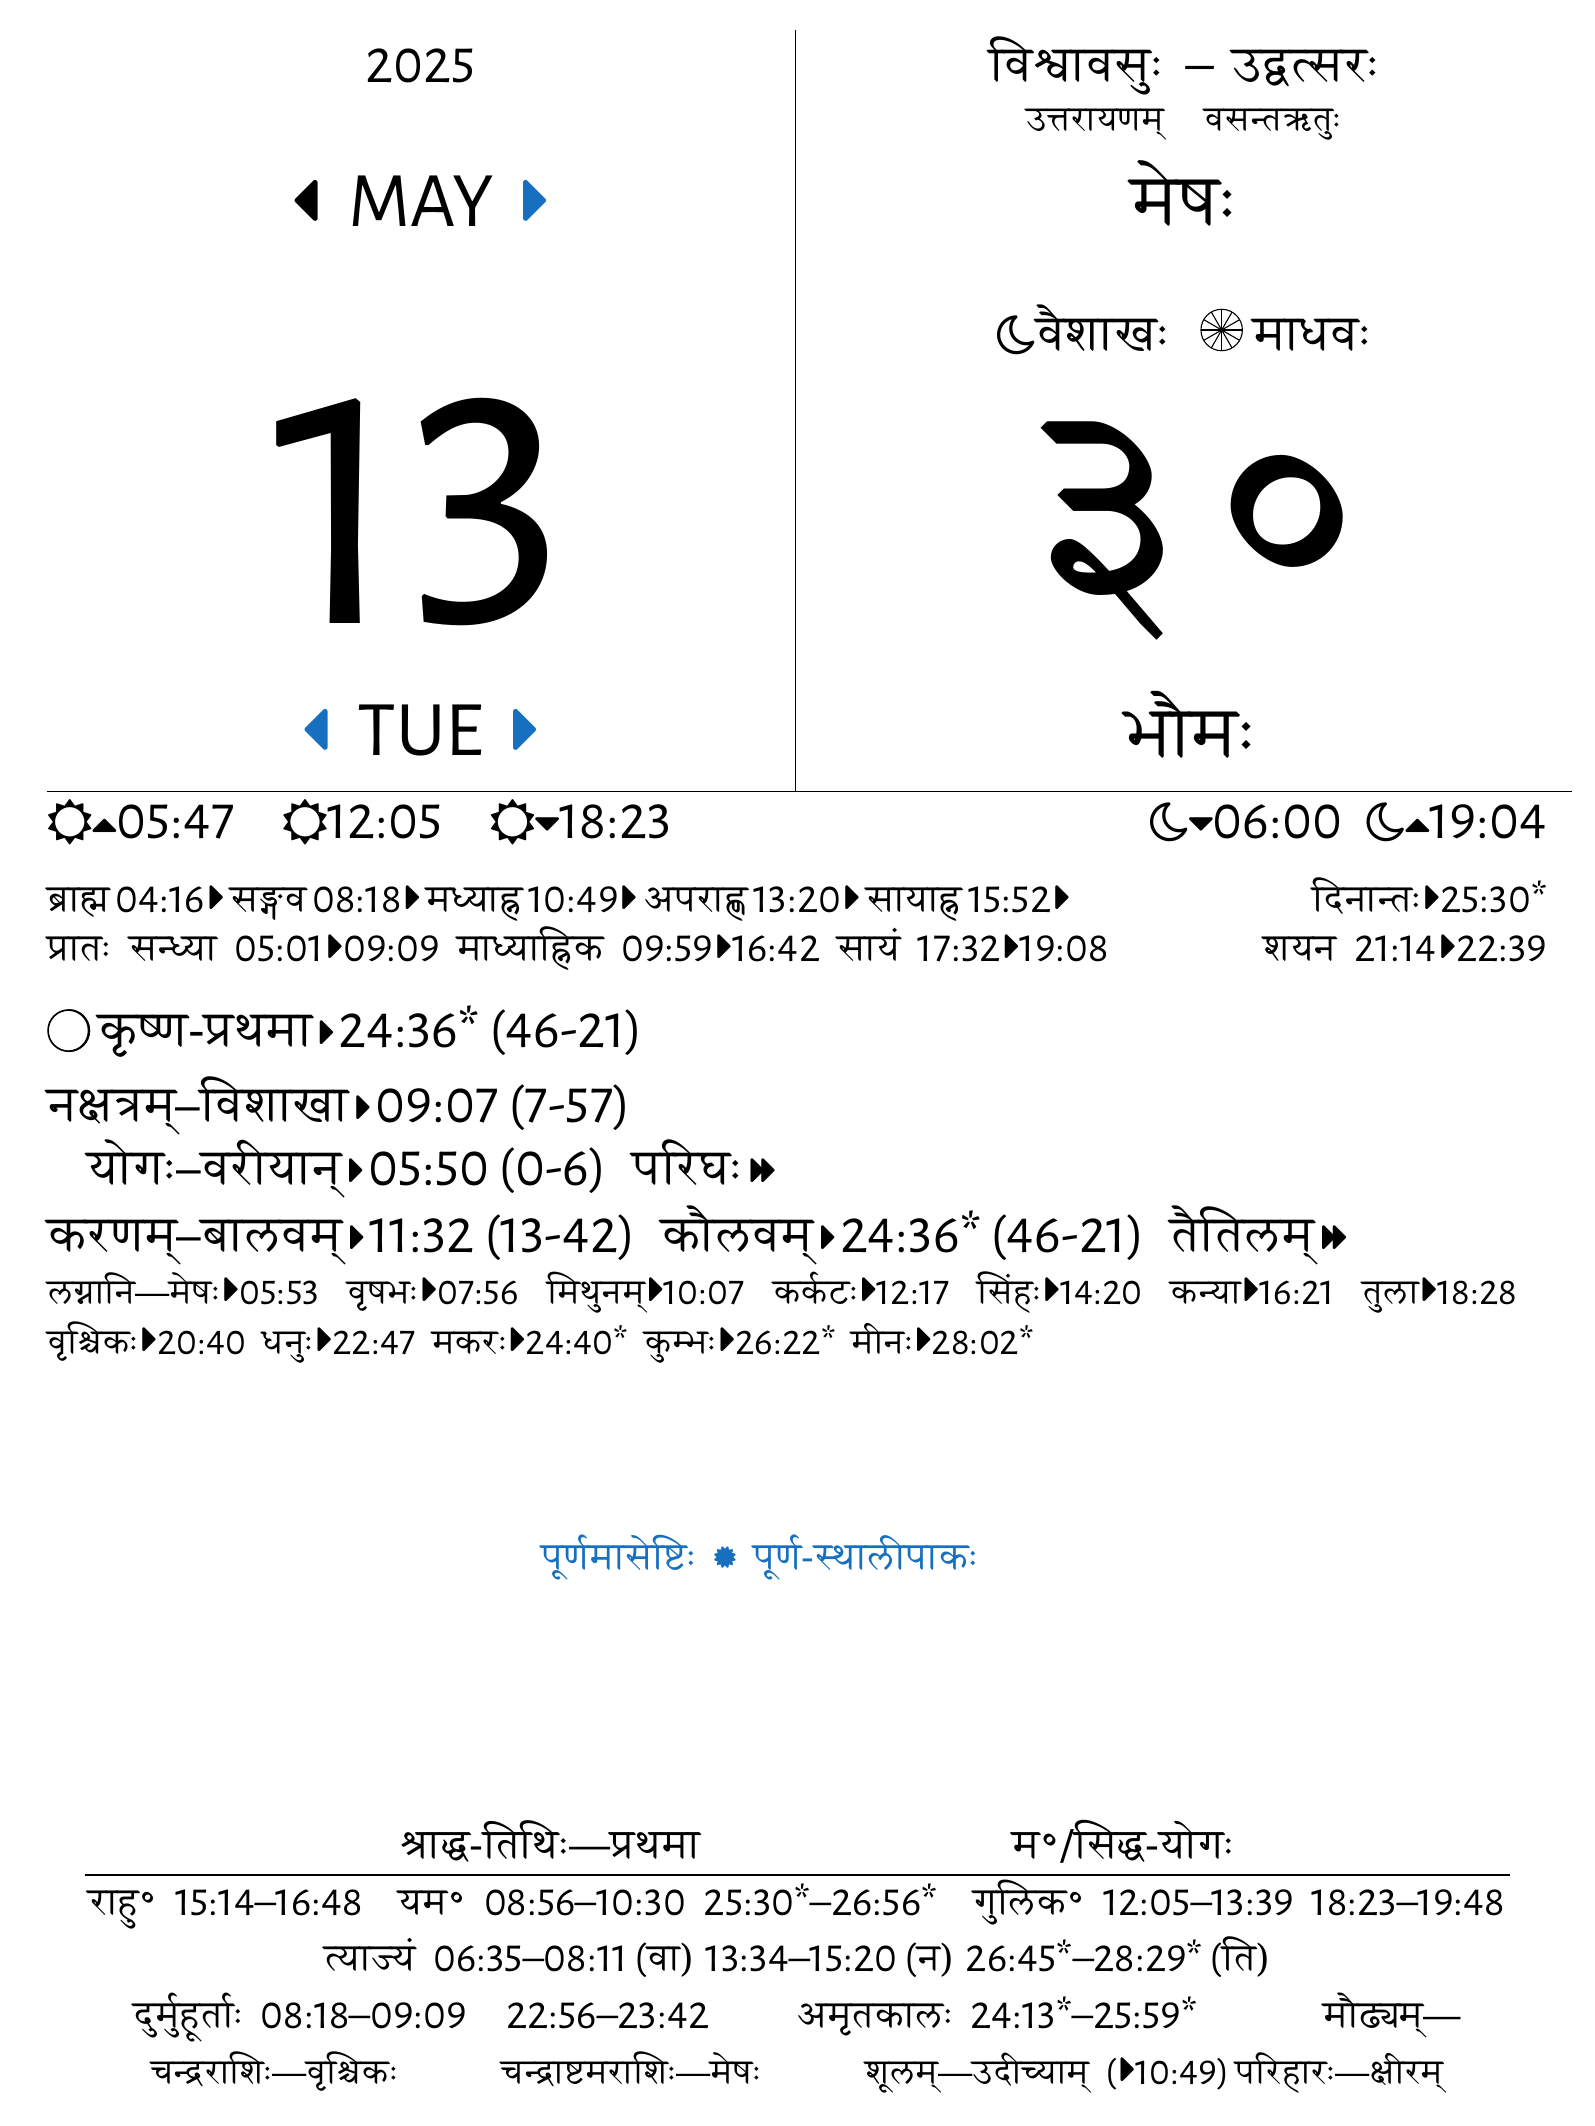 2025
MAY
13
TUE
विश्वावसुः – उद्वत्सरः
उत्तरायणम् वसन्तऋतुः
मेषः
वैशाखः माधवः
३०
भौमः
05:47 12:05 18:23 06:00 19:04
ब्राह्म 04:16 सङ्गव 08:18 मध्याह्न 10:49 अपराह्ण 13:20 सायाह्न 15:52 दिनान्तः 25:30*
प्रातः सन्ध्या 05:01 09:09 माध्याह्निक 09:59 16:42 सायं 17:32 19:08 शयन 21:14 22:39
कृष्ण-प्रथमा 24:36* (46-21)
नक्षत्रम्–विशाखा 09:07 (7-57)
योगः–वरीयान् 05:50 (0-6) परिघः
करणम्–बालवम् 11:32 (13-42) कौलवम् 24:36* (46-21) तैतिलम्
लग्नानि—मेषः 05:53 वृषभः 07:56 मिथुनम् 10:07 कर्कटः 12:17 सिंहः 14:20 कन्या 16:21 तुला 18:28
वृश्चिकः 20:40 धनुः 22:47 मकरः 24:40* कुम्भः 26:22* मीनः 28:02*
पूर्णमासेष्टिः पूर्ण-स्थालीपाकः
श्राद्ध-तिथिः—प्रथमा म॰/सिद्ध-योगः
राहु॰ 15:14–16:48 यम॰ 08:56–10:30 25:30*–26:56* गुलिक॰ 12:05–13:39 18:23–19:48
त्याज्यं 06:35–08:11 (वा) 13:34–15:20 (न) 26:45*–28:29* (ति)
दुर्मुहूर्ताः 08:18–09:09 22:56–23:42 अमृतकालः 24:13*–25:59* मौढ्यम्—
चन्द्रराशिः—वृश्चिकः चन्द्राष्टमराशिः—मेषः शूलम्—उदीच्याम् (10:49) परिहारः—क्षीरम्